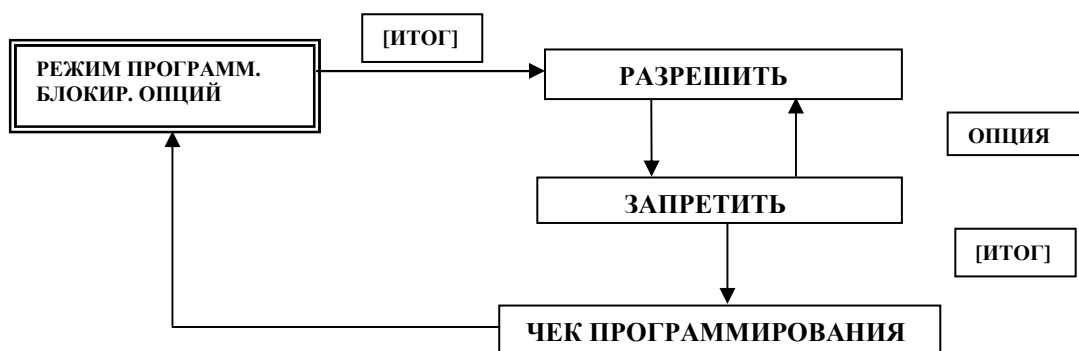 [ИТОГ]
РЕЖИМ ПРОГРАММ.
БЛОКИР. ОПЦИЙ
РАЗРЕШИТЬ
ОПЦИЯ
ЗАПРЕТИТЬ
[ИТОГ]
ЧЕК ПРОГРАММИРОВАНИЯ